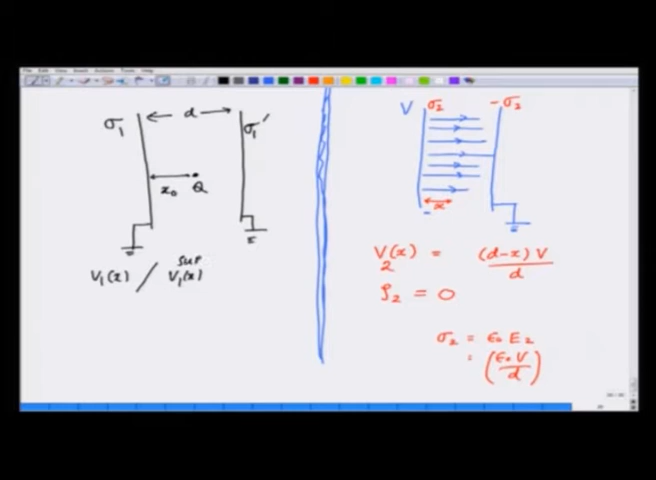 σ₁ d σ₁'
x₀ Q
V₁(x) / V₁ˢᵘᵖ(x)
V σ₂ -σ₂
x
V₂(x) = (d-x) V / d
ρ₂ = 0
σ₂ = ε₀ E₂
= (ε₀ V / d)